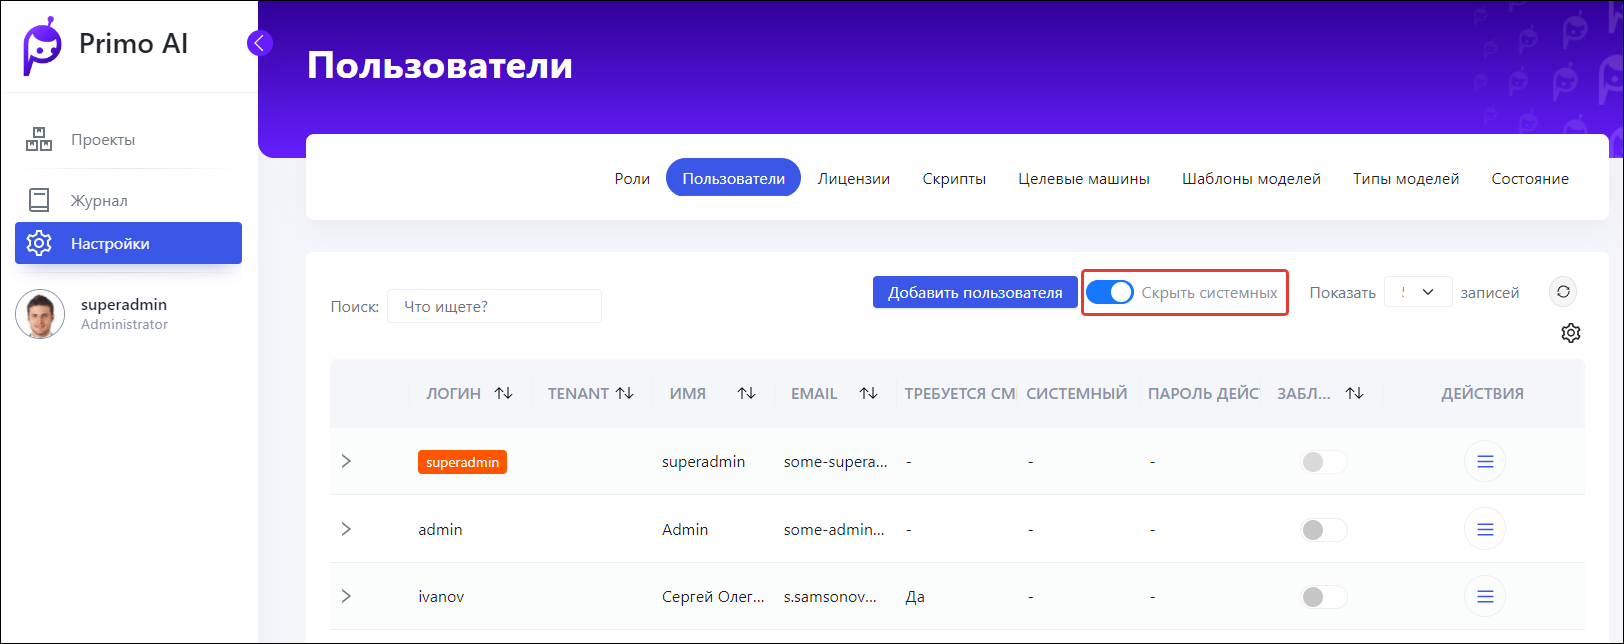 Primo AI
Пользователи
Проекты
Журнал
Настройки
superadmin
Administrator
Роли Пользователи Лицензии Скрипты Целевые машины Шаблоны моделей Типы моделей Состояние
Поиск: Что ищете? Добавить пользователя Скрыть системных Показать записей
ЛОГИН TENANT ИМЯ EMAIL ТРЕБУЕТСЯ СМ СИСТЕМНЫЙ ПАРОЛЬ ДЕЙС ЗАБЛ... ДЕЙСТВИЯ
superadmin superadmin some-supera... - - -
admin Admin some-admin... - - -
ivanov Сергей Олег... s.samsonov... Да - -